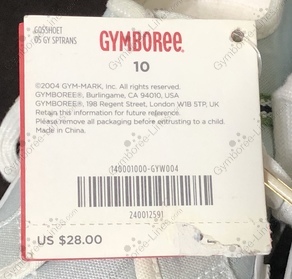 GOSSHOET
05 GY SPTRANS
GYMBOREE.
10
©2004 GYM-MARK, Inc. All rights reserved.
GYMBOREE®, Burlingame, CA 94010, USA
GYMBOREE®, 198 Regent Street, London W1B 5TP, UK
Retain this information for future reference.
Please remove all packaging before entrusting to a child.
Made in China.
140001000-GYW004
240012591
US $28.00